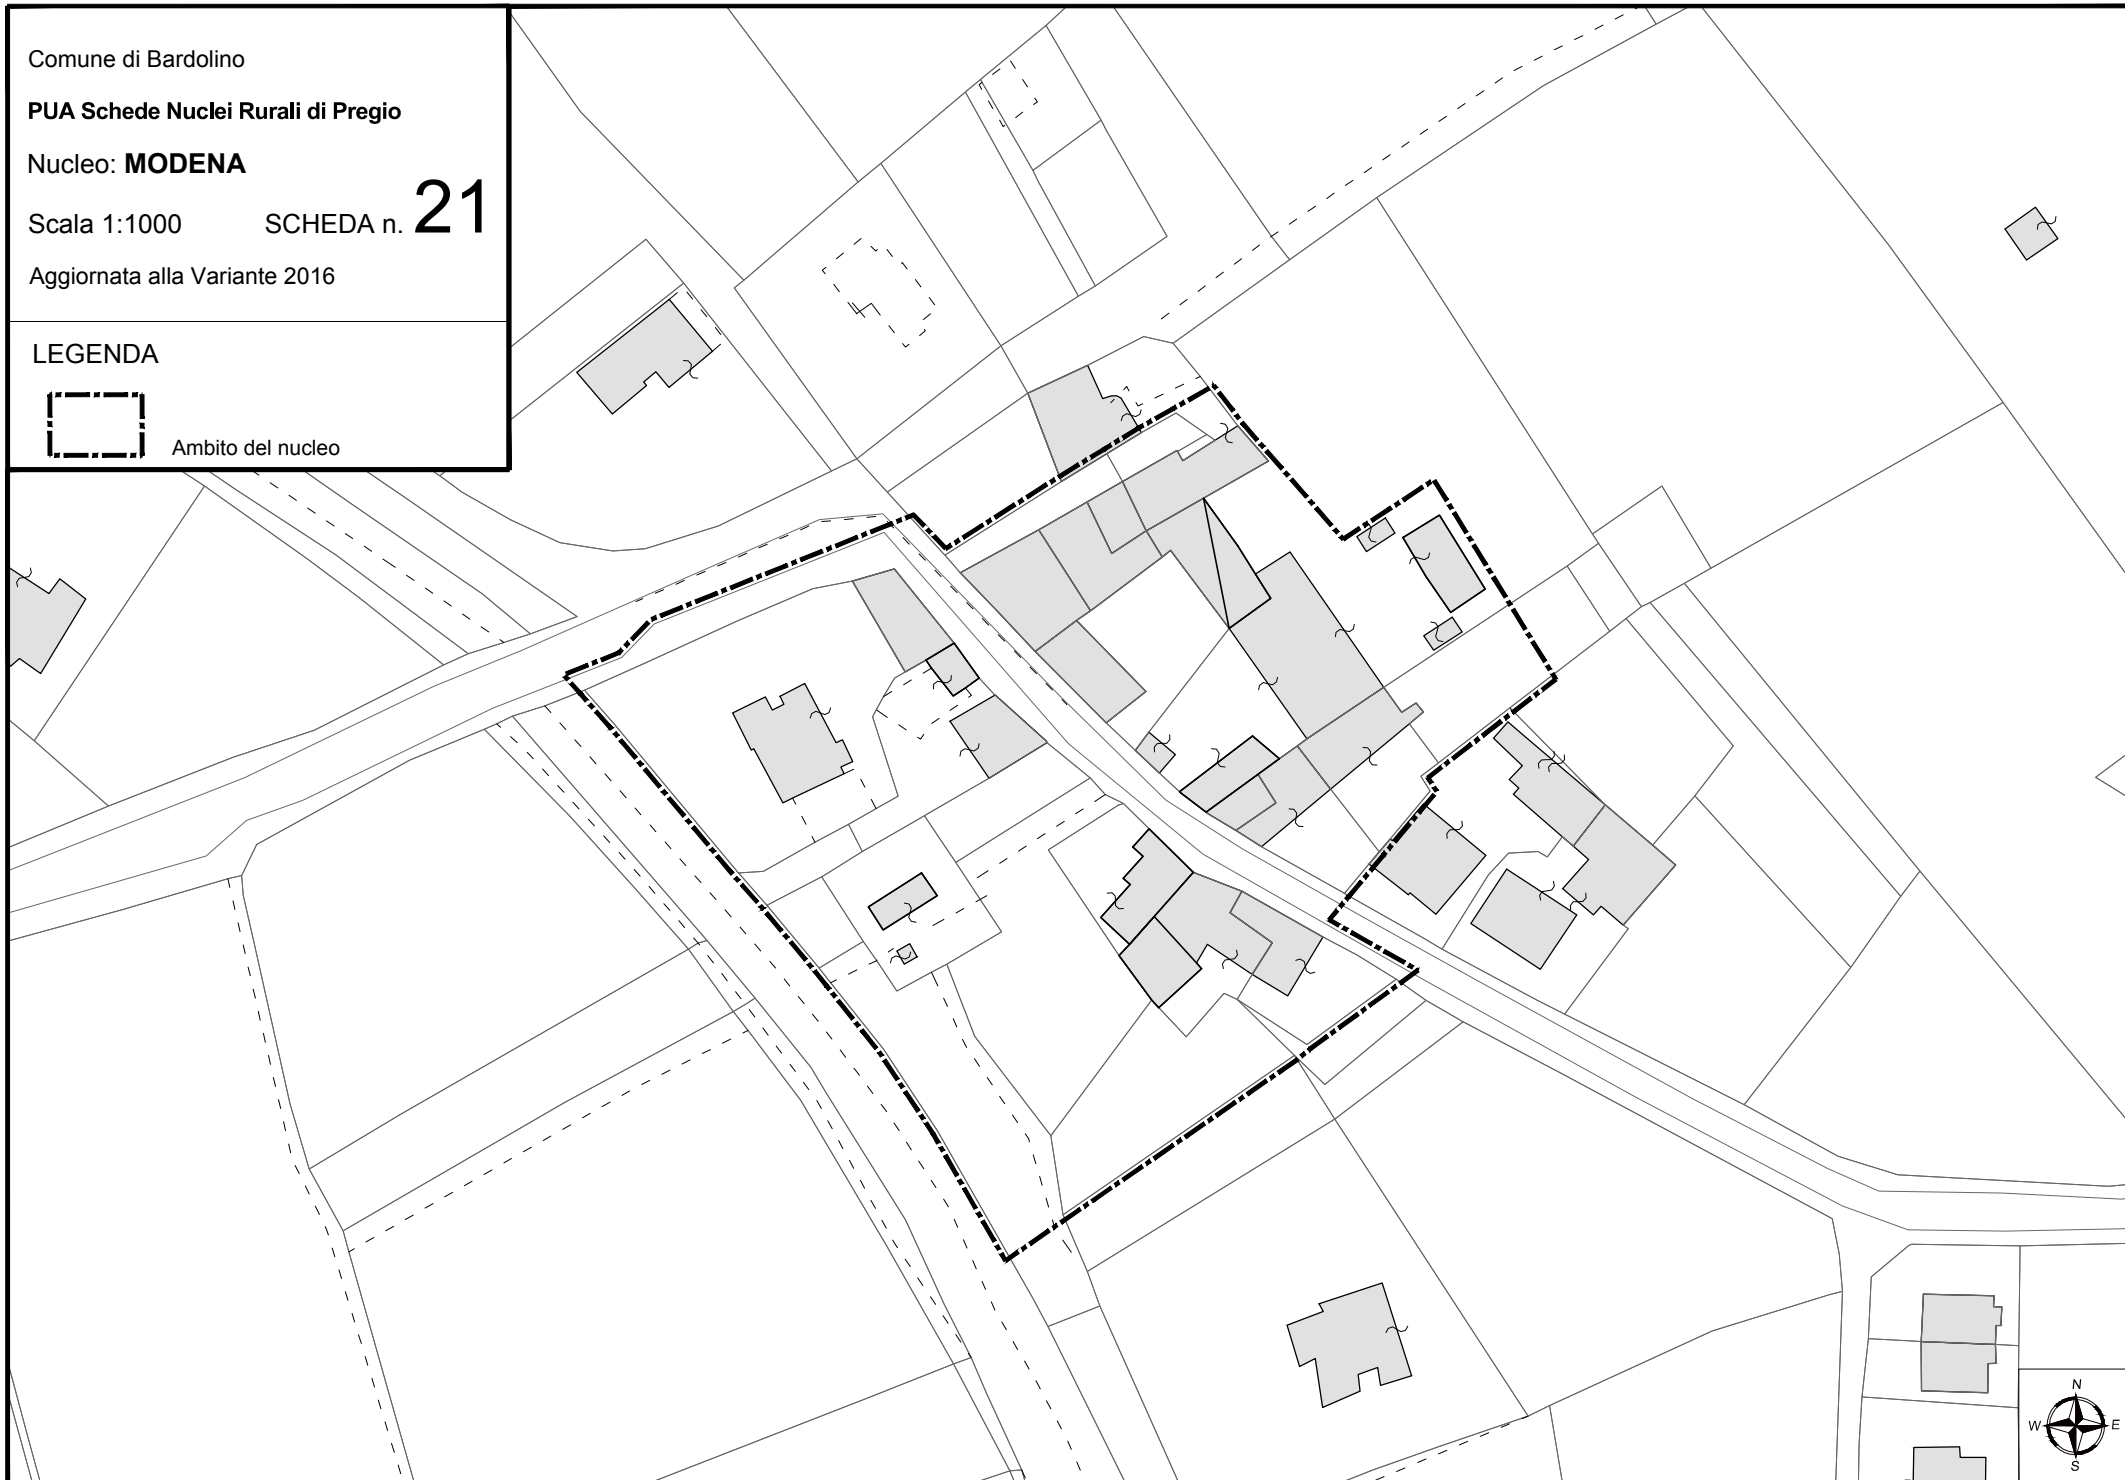 Comune di Bardolino
PUA Schede Nuclei Rurali di Pregio
Nucleo: MODENA
Scala 1:1000 SCHEDA n. 21
Aggiornata alla Variante 2016
LEGENDA
Ambito del nucleo
N
W E
S